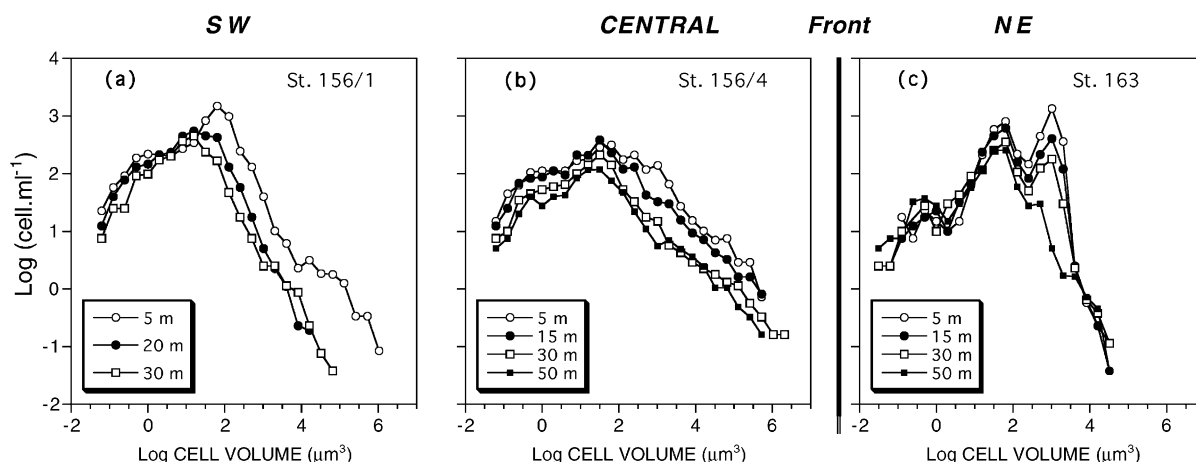 SW CENTRAL Front NE
(a) St. 156/1
(b) St. 156/4
(c) St. 163
Log (cell.ml⁻¹)
4
3
2
1
0
-1
-2
5 m
20 m
30 m
5 m
15 m
30 m
50 m
5 m
15 m
30 m
50 m
-2 0 2 4 6
-2 0 2 4 6
-2 0 2 4 6
Log CELL VOLUME (µm³)
Log CELL VOLUME (µm³)
Log CELL VOLUME (µm³)